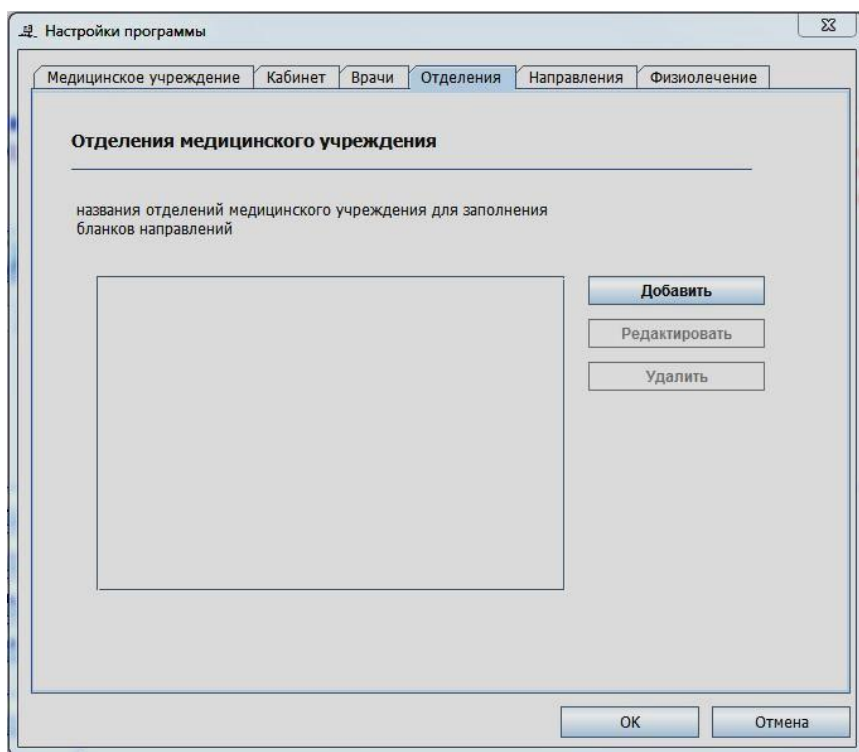 Настройки программы
Медицинское учреждение Кабинет Врачи Отделения Направления Физиолечение
Отделения медицинского учреждения
названия отделений медицинского учреждения для заполнения
бланков направлений
Добавить
Редактировать
Удалить
OK Отмена